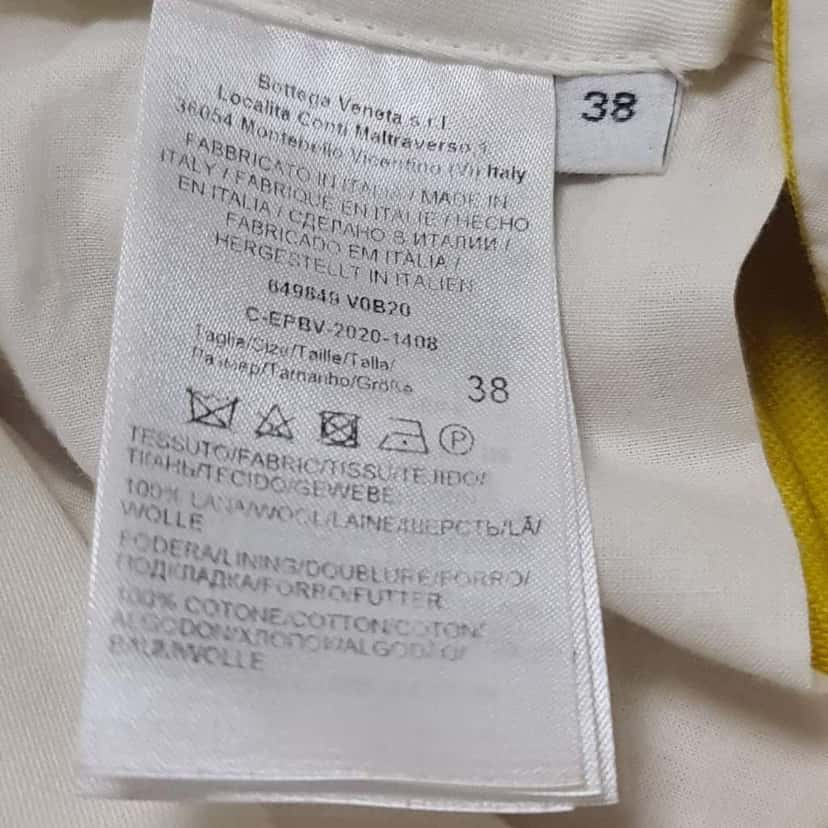 Bottega Veneta s.r.l.
Località Conti Maltraverso 1
36054 Montebello Vicentino (VI) Italy
FABBRICATO IN ITALIA / MADE IN
ITALY / FABRIQUÉ EN ITALIE / HECHO
EN ITALIA / СДЕЛАНО В ИТАЛИИ /
FABRICADO EM ITALIA /
HERGESTELLT IN ITALIEN
649849 V0B20
C-EPBV-2020-1408
Taglia/Size/Taille/Talla/
Размер/Tamanho/Größe
38
P
TESSUTO/FABRIC/TISSU/TEJIDO/
ТКАНЬ/TECIDO/GEWEBE
100% LANA/WOOL/LAINE/ШЕРСТЬ/LÃ/
WOLLE
FODERA/LINING/DOUBLURE/FORRO/
ПОДКЛАДКА/FORRO/FUTTER
100% COTONE/COTTON/COTON/
ALGODON/ХЛОПОК/ALGODÃO/
BAUMWOLLE
38